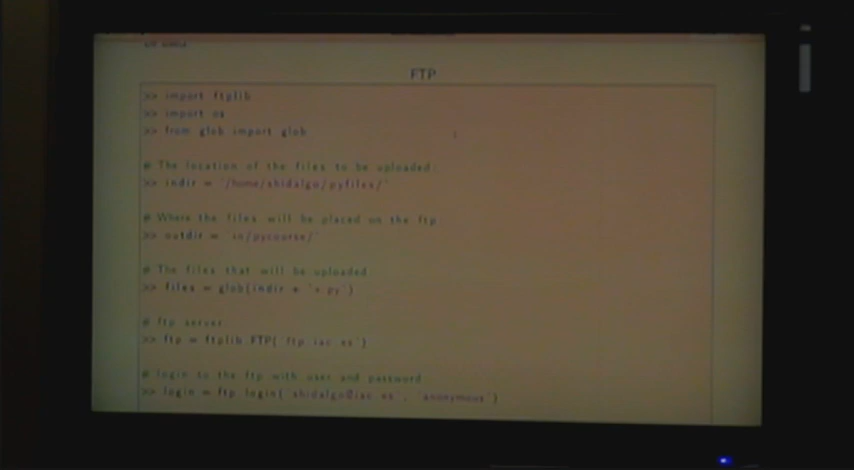 FTP
>> import ftplib
>> import os
>> from glob import glob
# The location of the files to be uploaded:
>> indir = '/home/shidalgo/pyfiles/'
# Where the files will be placed on the ftp
>> outdir = 'in/pycourse/'
# The files that will be uploaded
>> files = glob(indir + '*.py')
# ftp server
>> ftp = ftplib.FTP('ftp.iac.es')
# login to the ftp with user and password
>> login = ftp.login('shidalgo@iac.es', 'anonymous')